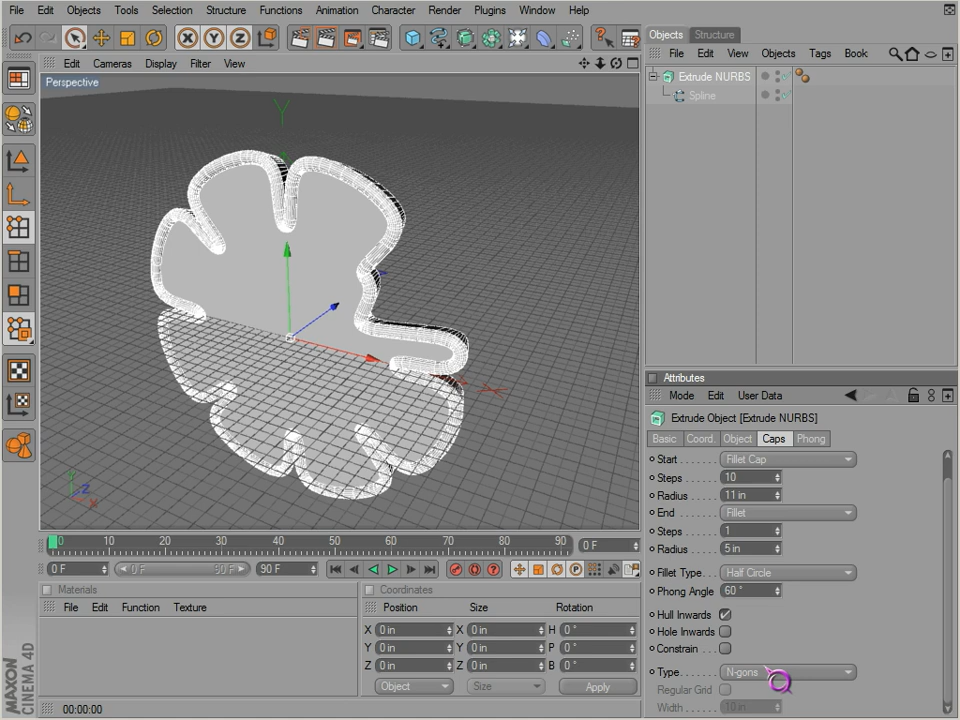 File Edit Objects Tools Selection Structure Functions Animation Character Render Plugins Window Help
Edit Cameras Display Filter View
Perspective
Y
X
Y
Z
X
0 10 20 30 40 50 60 70 80 90 0 F
0 F 0 F 90 F 90 F
Materials
File Edit Function Texture
Coordinates
Position Size Rotation
X 0 in X 0 in H 0 °
Y 0 in Y 0 in P 0 °
Z 0 in Z 0 in B 0 °
Object Size Apply
MAXON
CINEMA 4D
00:00:00
Objects Structure
File Edit View Objects Tags Book
Extrude NURBS
Spline
Attributes
Mode Edit User Data
Extrude Object [Extrude NURBS]
Basic Coord. Object Caps Phong
Start Fillet Cap
Steps 10
Radius 11 in
End Fillet
Steps 1
Radius 5 in
Fillet Type Half Circle
Phong Angle 60 °
Hull Inwards
Hole Inwards
Constrain
Type N-gons
Regular Grid
Width 10 in